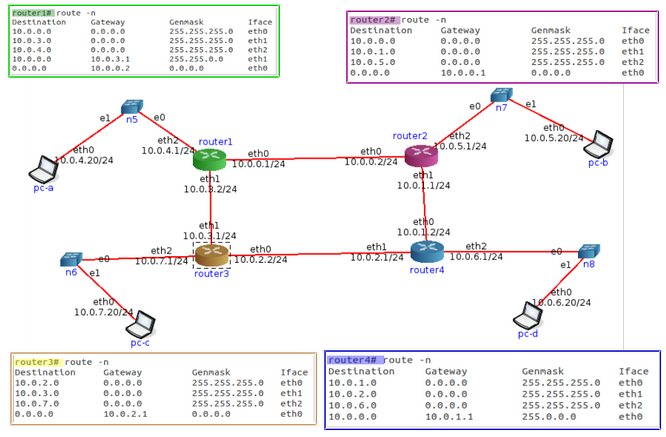 router1# route -n
Destination Gateway Genmask Iface
10.0.0.0 0.0.0.0 255.255.255.0 eth0
10.0.3.0 0.0.0.0 255.255.255.0 eth1
10.0.4.0 0.0.0.0 255.255.255.0 eth2
10.0.0.0 10.0.3.1 255.255.0.0 eth1
0.0.0.0 10.0.0.2 0.0.0.0 eth0
router2# route -n
Destination Gateway Genmask Iface
10.0.0.0 0.0.0.0 255.255.255.0 eth0
10.0.1.0 0.0.0.0 255.255.255.0 eth1
10.0.5.0 0.0.0.0 255.255.255.0 eth2
0.0.0.0 10.0.0.1 0.0.0.0 eth0
n5
e1
e0
eth0
10.0.4.20/24
pc-a
eth2
10.0.4.1/24
router1
eth0
10.0.0.1/24
eth1
10.0.3.2/24
n7
e0
e1
eth0
10.0.5.20/24
pc-b
router2
eth2
10.0.5.1/24
eth0
10.0.0.2/24
eth1
10.0.1.1/24
eth1
10.0.3.1/24
eth2
10.0.7.1/24
eth0
10.0.2.2/24
router3
n6
e0
e1
eth0
10.0.7.20/24
pc-c
eth0
10.0.1.2/24
eth1
10.0.2.1/24
eth2
10.0.6.1/24
router4
e0
n8
e1
eth0
10.0.6.20/24
pc-d
router3# route -n
Destination Gateway Genmask Iface
10.0.2.0 0.0.0.0 255.255.255.0 eth0
10.0.3.0 0.0.0.0 255.255.255.0 eth1
10.0.7.0 0.0.0.0 255.255.255.0 eth2
0.0.0.0 10.0.2.1 0.0.0.0 eth0
router4# route -n
Destination Gateway Genmask Iface
10.0.1.0 0.0.0.0 255.255.255.0 eth0
10.0.2.0 0.0.0.0 255.255.255.0 eth1
10.0.6.0 0.0.0.0 255.255.255.0 eth2
10.0.0.0 10.0.1.1 255.0.0.0 eth0